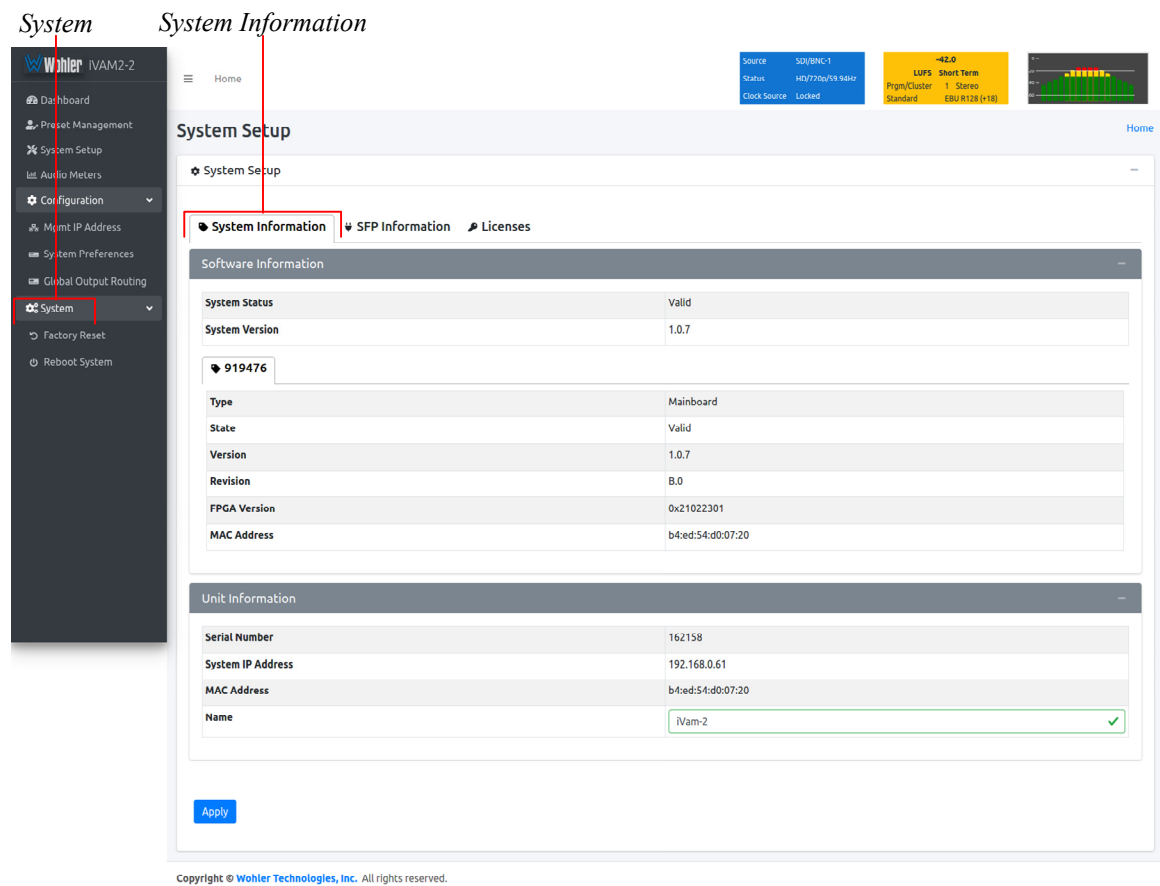 System
System Information
Wohler IVAM2-2
Dashboard
Preset Management
System Setup
Audio Meters
Configuration
Mgmt IP Address
System Preferences
Global Output Routing
System
Factory Reset
Reboot System
Home
Source SDI/BNC-1
Status HD/720p/59.94Hz
Clock Source Locked
-42.0
LUFS Short Term
Prgm/Cluster 1 Stereo
Standard EBU R128 (+18)
System Setup
Home
System Setup
System Information SFP Information Licenses
Software Information
System Status Valid
System Version 1.0.7
919476
Type Mainboard
State Valid
Version 1.0.7
Revision B.0
FPGA Version 0x21022301
MAC Address b4:ed:54:d0:07:20
Unit Information
Serial Number 162158
System IP Address 192.168.0.61
MAC Address b4:ed:54:d0:07:20
Name iVam-2
Apply
Copyright © Wohler Technologies, Inc. All rights reserved.